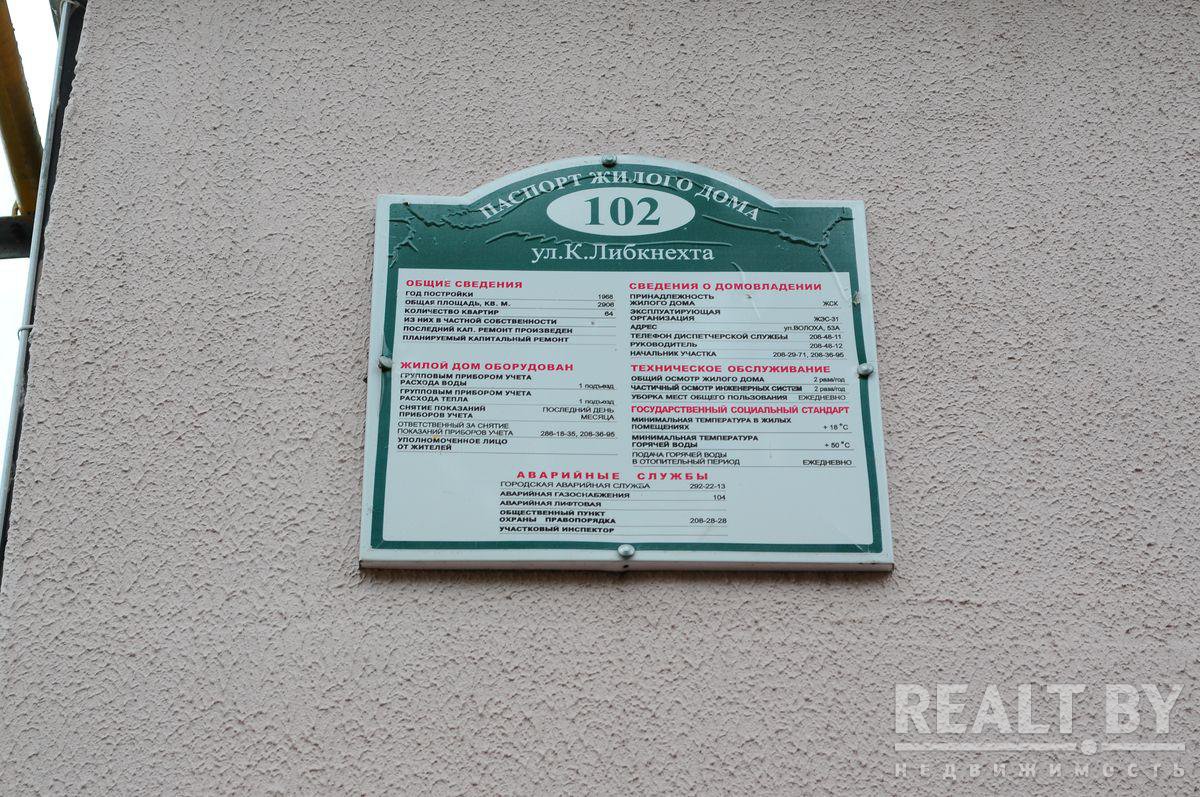 ПАСПОРТ ЖИЛОГО ДОМА
102
ул.К.Либкнехта
ОБЩИЕ СВЕДЕНИЯ
ГОД ПОСТРОЙКИ 1968
ОБЩАЯ ПЛОЩАДЬ, КВ. М. 2906
КОЛИЧЕСТВО КВАРТИР 64
ИЗ НИХ В ЧАСТНОЙ СОБСТВЕННОСТИ
ПОСЛЕДНИЙ КАП. РЕМОНТ ПРОИЗВЕДЕН
ПЛАНИРУЕМЫЙ КАПИТАЛЬНЫЙ РЕМОНТ
ЖИЛОЙ ДОМ ОБОРУДОВАН
ГРУППОВЫМ ПРИБОРОМ УЧЕТА
РАСХОДА ВОДЫ 1 подъезд
ГРУППОВЫМ ПРИБОРОМ УЧЕТА
РАСХОДА ТЕПЛА 1 подъезд
СНЯТИЕ ПОКАЗАНИЙ ПОСЛЕДНИЙ ДЕНЬ
ПРИБОРОВ УЧЕТА МЕСЯЦА
ОТВЕТСТВЕННЫЙ ЗА СНЯТИЕ
ПОКАЗАНИЙ ПРИБОРОВ УЧЕТА 286-18-35, 208-36-95
УПОЛНОМОЧЕННОЕ ЛИЦО
ОТ ЖИТЕЛЕЙ
СВЕДЕНИЯ О ДОМОВЛАДЕНИИ
ПРИНАДЛЕЖНОСТЬ
ЖИЛОГО ДОМА ЖСК
ЭКСПЛУАТИРУЮЩАЯ
ОРГАНИЗАЦИЯ ЖЭС-31
АДРЕС ул.ВОЛОХА, 53А
ТЕЛЕФОН ДИСПЕТЧЕРСКОЙ СЛУЖБЫ 208-48-11
РУКОВОДИТЕЛЬ 208-48-12
НАЧАЛЬНИК УЧАСТКА 208-29-71, 208-36-95
ТЕХНИЧЕСКОЕ ОБСЛУЖИВАНИЕ
ОБЩИЙ ОСМОТР ЖИЛОГО ДОМА 2 раза/год
ЧАСТИЧНЫЙ ОСМОТР ИНЖЕНЕРНЫХ СИСТЕМ 2 раза/год
УБОРКА МЕСТ ОБЩЕГО ПОЛЬЗОВАНИЯ ЕЖЕДНЕВНО
ГОСУДАРСТВЕННЫЙ СОЦИАЛЬНЫЙ СТАНДАРТ
МИНИМАЛЬНАЯ ТЕМПЕРАТУРА В ЖИЛЫХ
ПОМЕЩЕНИЯХ + 18 °С
МИНИМАЛЬНАЯ ТЕМПЕРАТУРА
ГОРЯЧЕЙ ВОДЫ + 50 °С
ПОДАЧА ГОРЯЧЕЙ ВОДЫ
В ОТОПИТЕЛЬНЫЙ ПЕРИОД ЕЖЕДНЕВНО
АВАРИЙНЫЕ СЛУЖБЫ
ГОРОДСКАЯ АВАРИЙНАЯ СЛУЖБА 292-22-13
АВАРИЙНАЯ ГАЗОСНАБЖЕНИЯ 104
АВАРИЙНАЯ ЛИФТОВАЯ
ОБЩЕСТВЕННЫЙ ПУНКТ
ОХРАНЫ ПРАВОПОРЯДКА 208-28-28
УЧАСТКОВЫЙ ИНСПЕКТОР
REALT BY
недвижимость